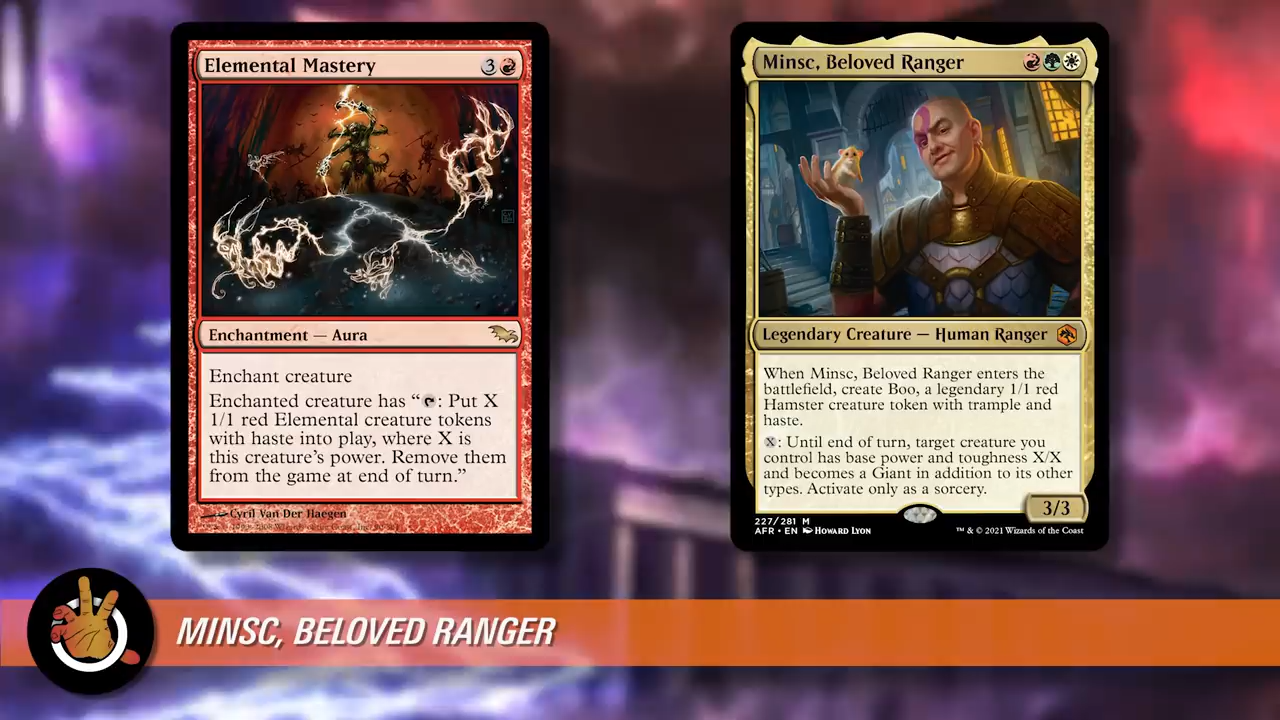 Elemental Mastery
3
Enchantment — Aura
Enchant creature
Enchanted creature has “: Put X
1/1 red Elemental creature tokens
with haste into play, where X is
this creature's power. Remove them
from the game at end of turn.”
Cyril Van Der Haegen
Minsc, Beloved Ranger
Legendary Creature — Human Ranger
When Minsc, Beloved Ranger enters the
battlefield, create Boo, a legendary 1/1 red
Hamster creature token with trample and
haste.
X: Until end of turn, target creature you
control has base power and toughness X/X
and becomes a Giant in addition to its other
types. Activate only as a sorcery.
3/3
227/281 M
AFR • EN Howard Lyon
™ & © 2021 Wizards of the Coast
MINSC, BELOVED RANGER